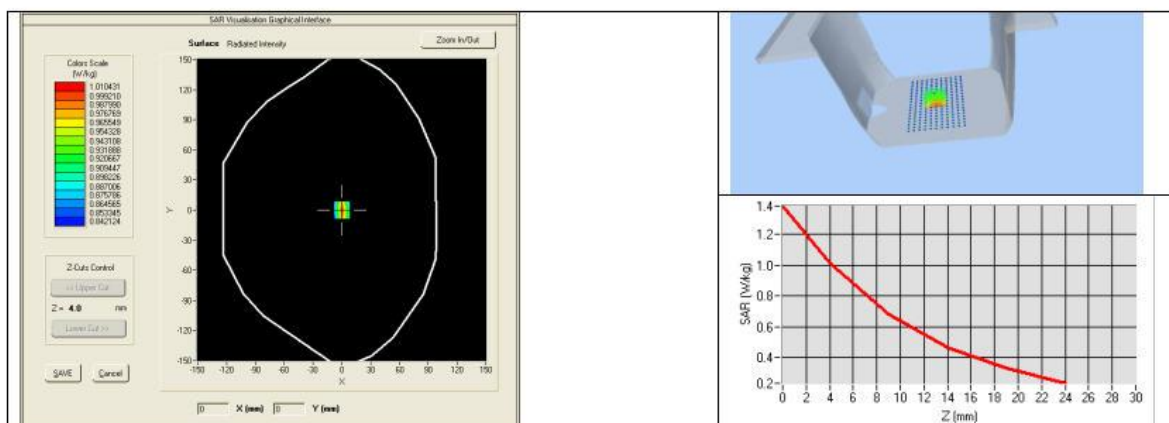 SAR Visualisation Graphical Interface
Surface Radiated Intensity
Zoom In/Out
Colors Scale
(W/kg)
1.010431
0.999210
0.987990
0.976769
0.965549
0.954328
0.943108
0.931888
0.920667
0.909447
0.898226
0.887006
0.875786
0.864565
0.853345
0.842124
Z-Cuts Control
<< Upper Cut
Z = 4.0 mm
Lower Cut >>
SAVE Cancel
150
120
90
60
30
0
-30
-60
-90
-120
-150
Y
-150 -120 -90 -60 -30 0 30 60 90 120 150
X
0 X (mm) 0 Y (mm)
1.4
1.2
1.0
0.8
0.6
0.4
0.2
SAR (W/kg)
0 2 4 6 8 10 12 14 16 18 20 22 24 26 28 30
Z (mm)